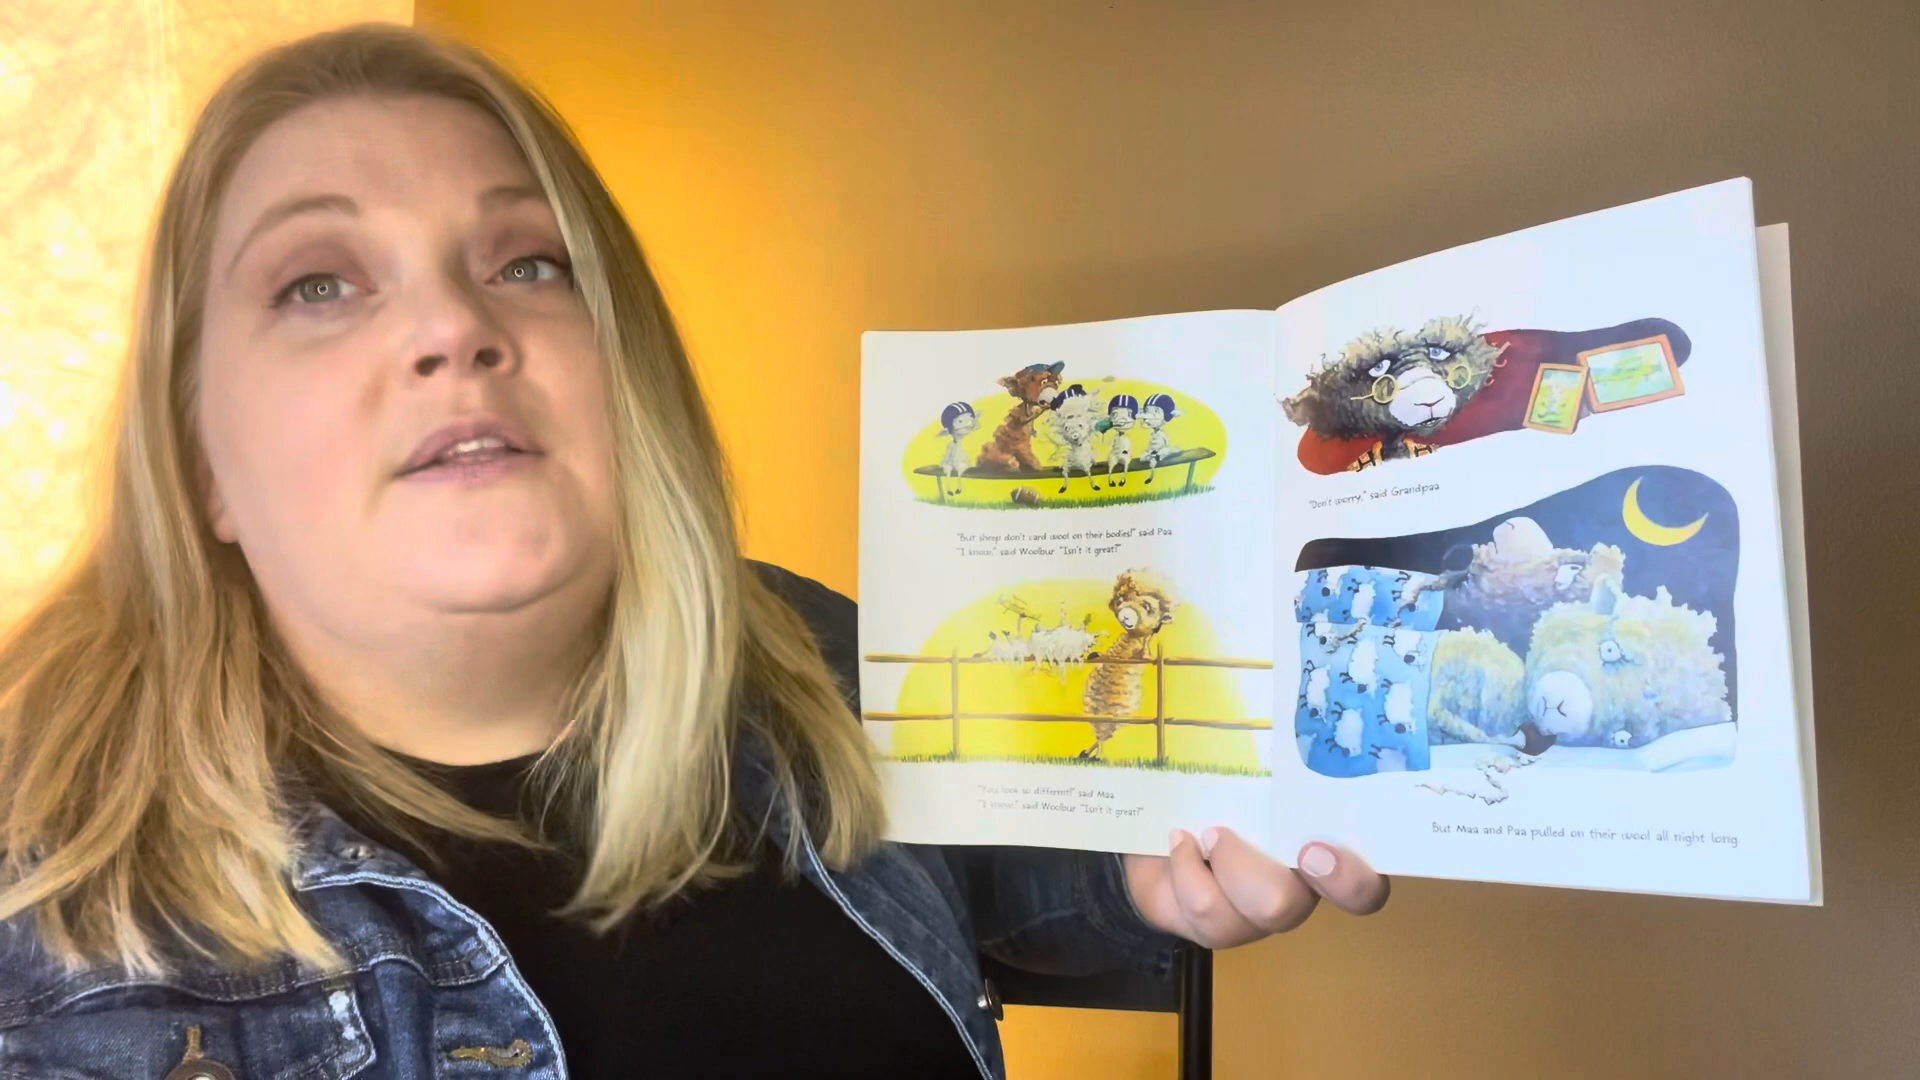 "But sheep don't card wool on their bodies!" said Paa.
"I know," said Woolbur. "Isn't it great?"
"You look so different!" said Maa.
"I know," said Woolbur. "Isn't it great?"
"Don't worry," said Grandpaa.
But Maa and Paa pulled on their wool all night long.